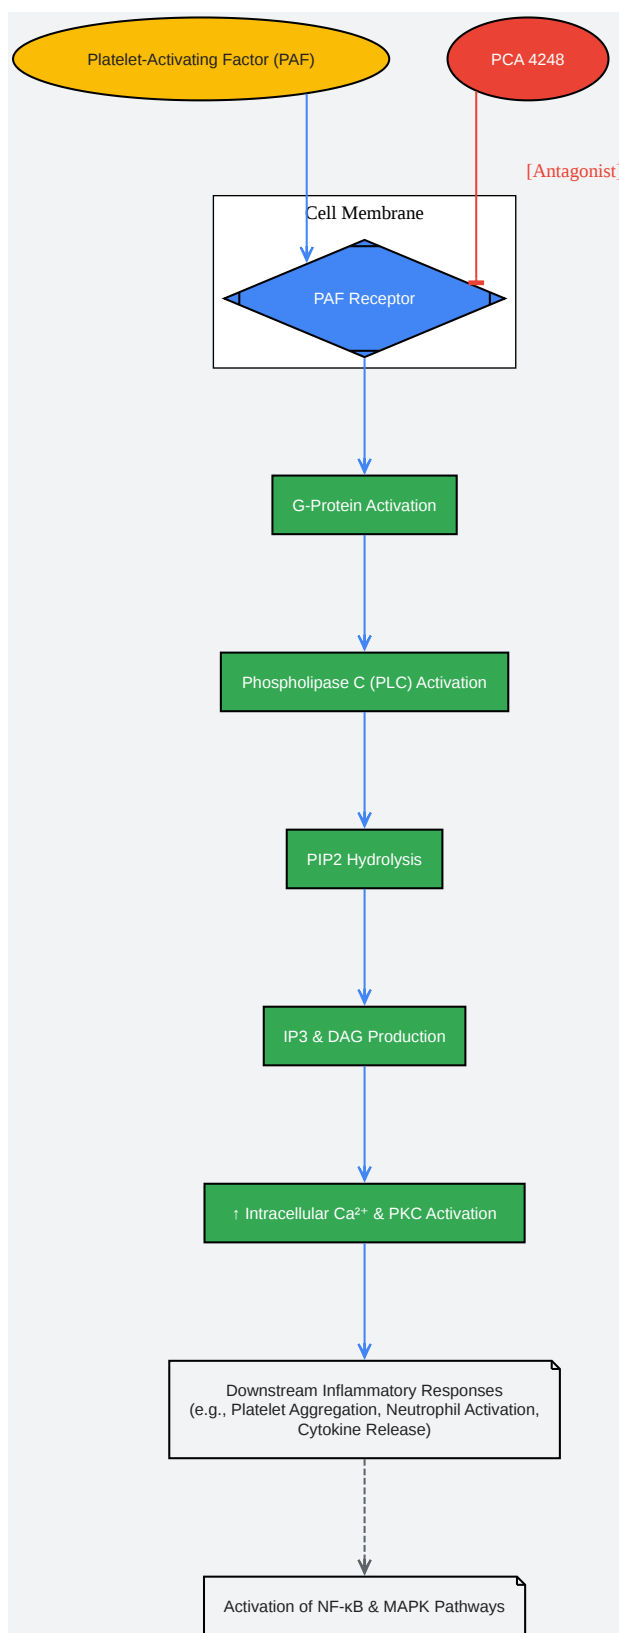 Platelet-Activating Factor (PAF)
PCA 4248
[Antagonist]
Cell Membrane
PAF Receptor
G-Protein Activation
Phospholipase C (PLC) Activation
PIP2 Hydrolysis
IP3 & DAG Production
↑ Intracellular Ca²⁺ & PKC Activation
Downstream Inflammatory Responses
(e.g., Platelet Aggregation, Neutrophil Activation,
Cytokine Release)
Activation of NF-κB & MAPK Pathways